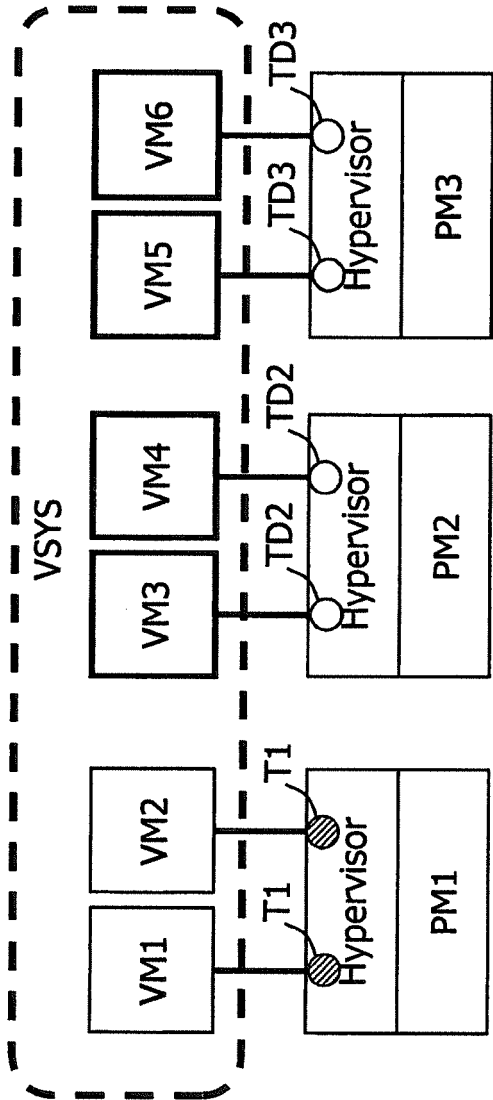 VSYS
VM1
VM2
VM3
VM4
VM5
VM6
T1
T1
TD2
TD2
TD3
TD3
Hypervisor
Hypervisor
Hypervisor
PM1
PM2
PM3